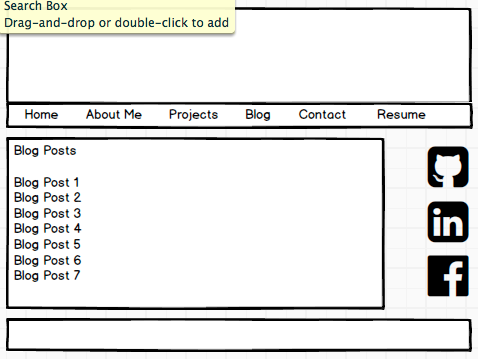 Search Box
Drag-and-drop or double-click to add
Home About Me Projects Blog Contact Resume
Blog Posts
Blog Post 1
Blog Post 2
Blog Post 3
Blog Post 4
Blog Post 5
Blog Post 6
Blog Post 7
in
f